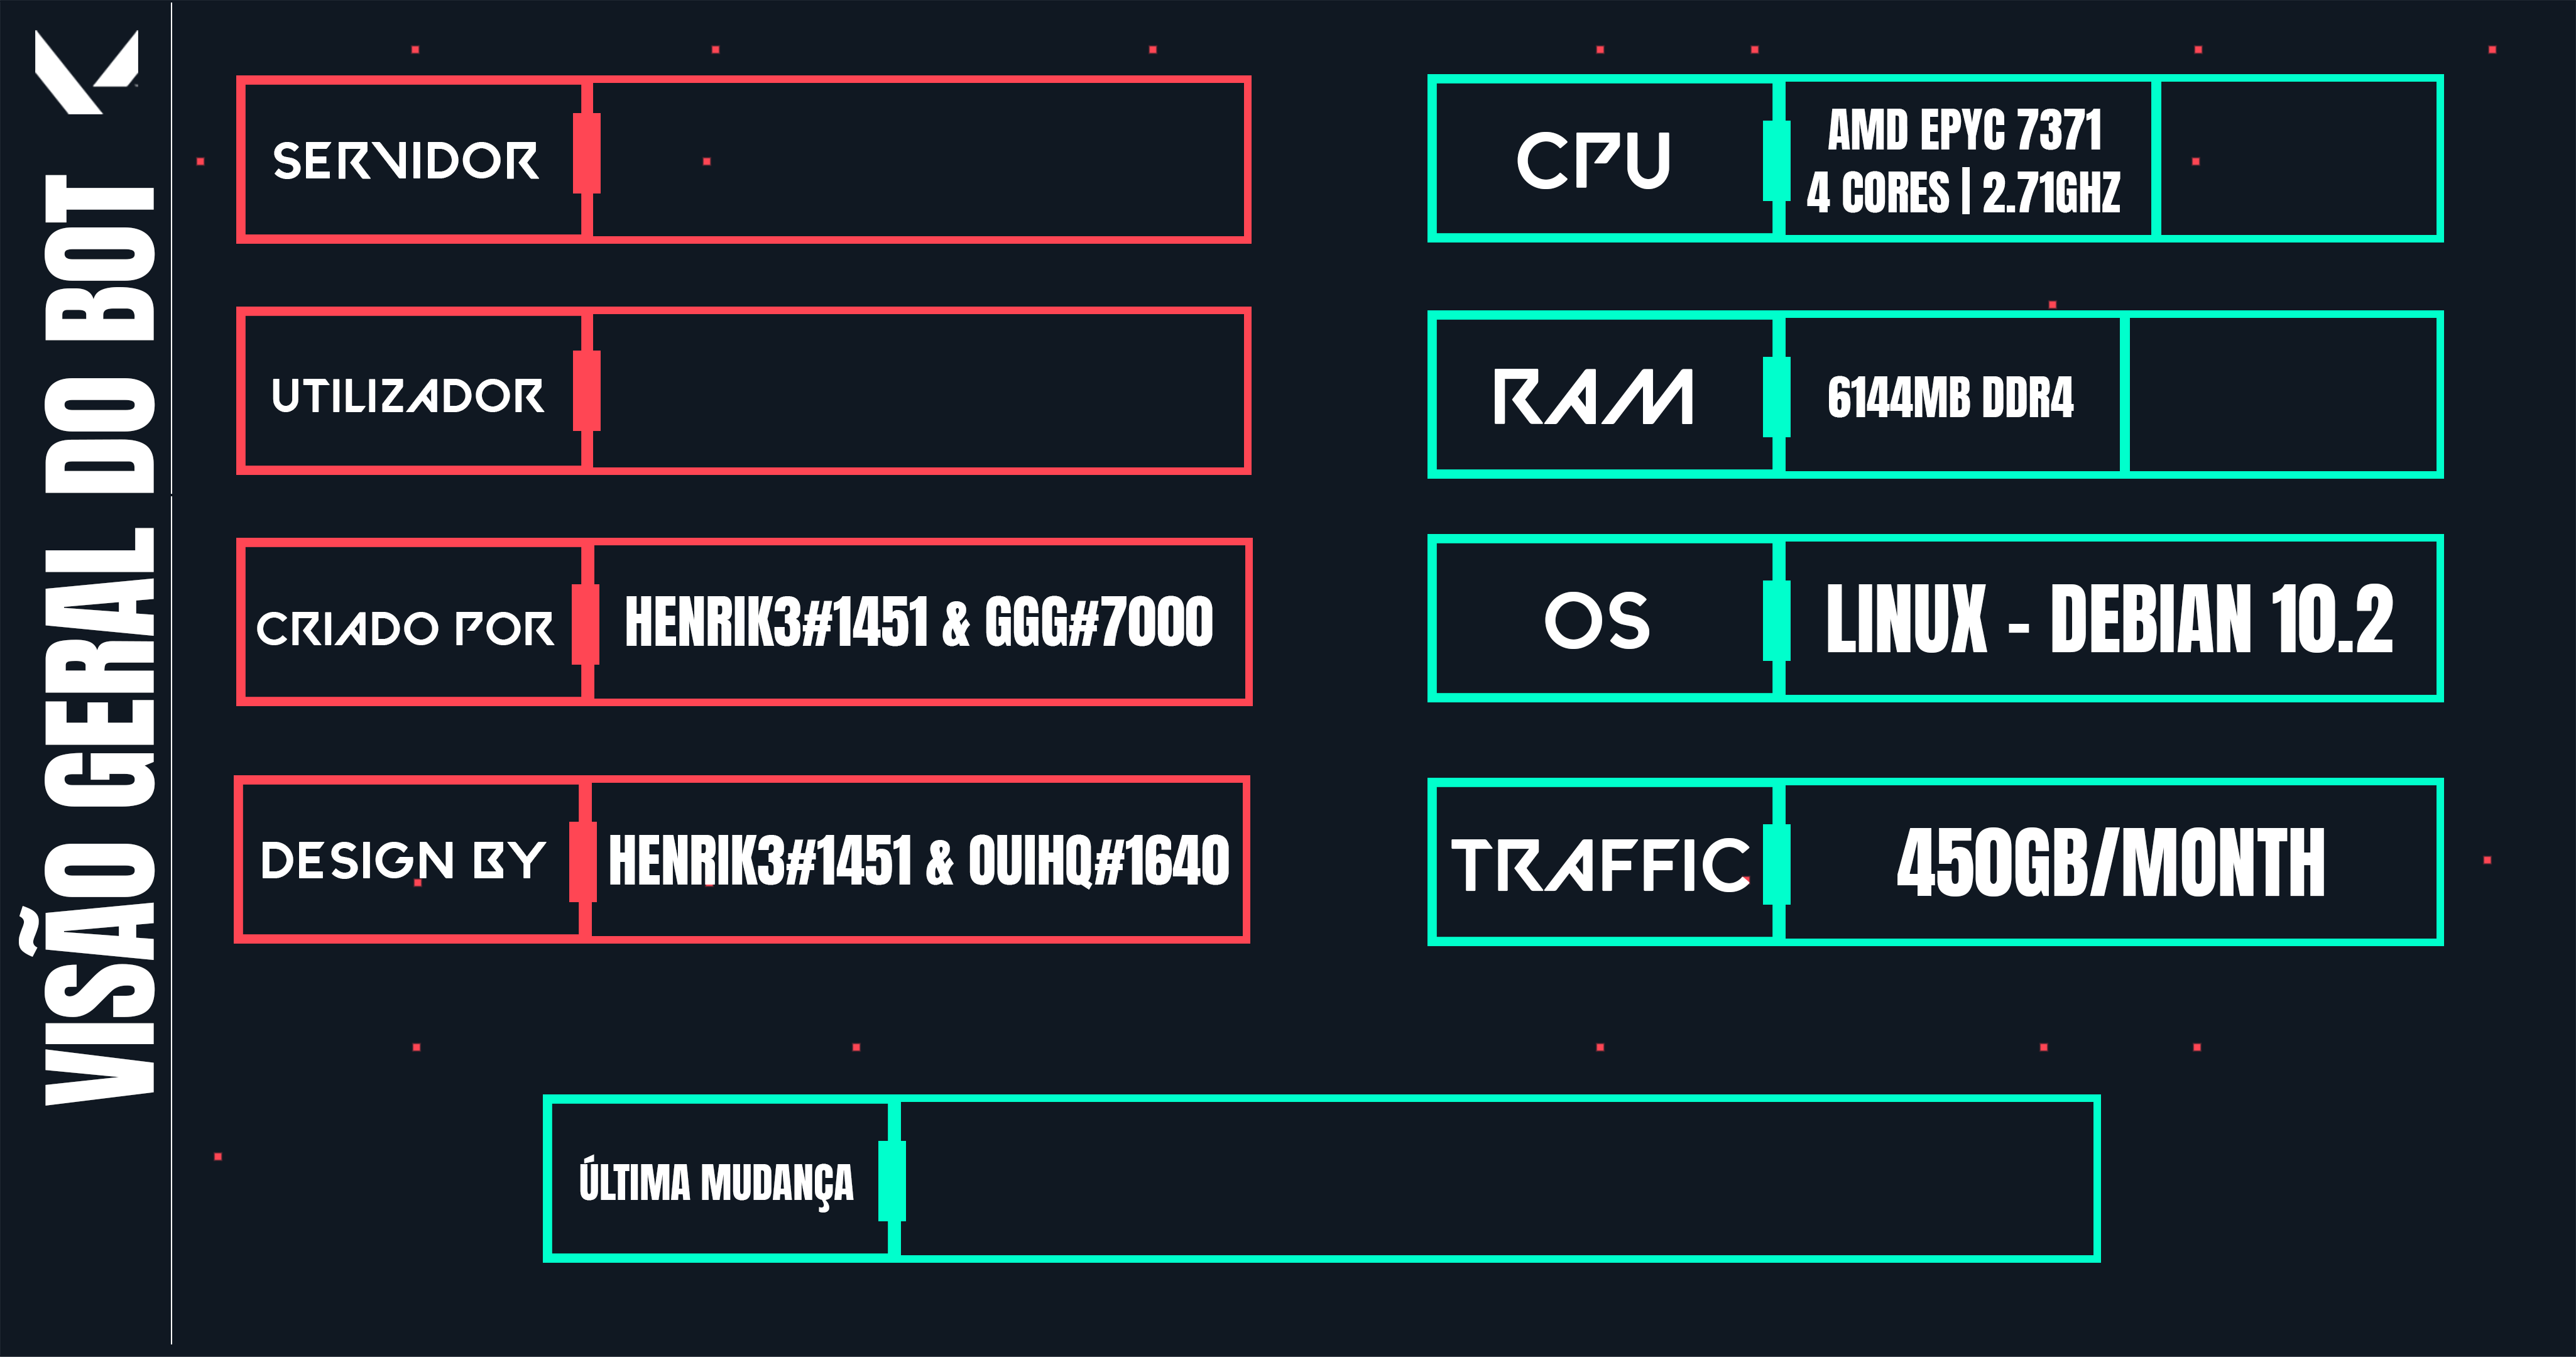 VISÃO GERAL DO BOT
SERVIDOR
UTILIZADOR
CRIADO POR
HENRIK3#1451 & GGG#7000
DESIGN BY
HENRIK3#1451 & OUIHQ#1640
CPU
AMD EPYC 7371
4 CORES | 2.71GHZ
RAM
6144MB DDR4
OS
LINUX - DEBIAN 10.2
TRAFFIC
450GB/MONTH
ÚLTIMA MUDANÇA